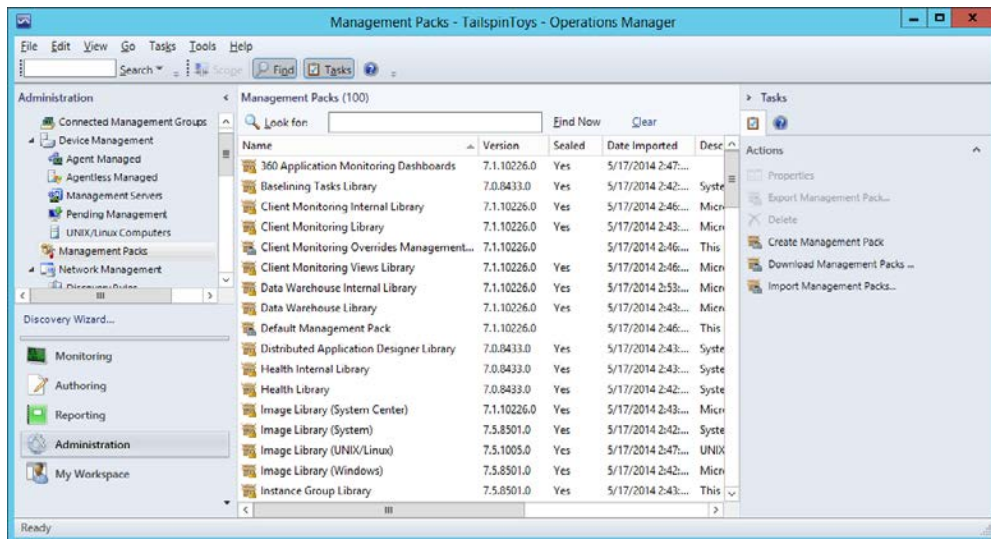 Management Packs - TailspinToys - Operations Manager
File Edit View Go Tasks Tools Help
Search Scope Find Tasks
Administration
Connected Management Groups
Device Management
Agent Managed
Agentless Managed
Management Servers
Pending Management
UNIX/Linux Computers
Management Packs
Network Management
Discovery Rules
Discovery Wizard...
Monitoring
Authoring
Reporting
Administration
My Workspace
Management Packs (100)
Look for: Find Now Clear
Name Version Sealed Date Imported Desc
360 Application Monitoring Dashboards 7.1.10226.0 Yes 5/17/2014 2:47:...
Baselining Tasks Library 7.0.8433.0 Yes 5/17/2014 2:42:... Syste
Client Monitoring Internal Library 7.1.10226.0 Yes 5/17/2014 2:46:... Micr
Client Monitoring Library 7.1.10226.0 Yes 5/17/2014 2:43:... Micr
Client Monitoring Overrides Management... 7.1.10226.0 5/17/2014 2:46:... This
Client Monitoring Views Library 7.1.10226.0 Yes 5/17/2014 2:46:... Micr
Data Warehouse Internal Library 7.1.10226.0 Yes 5/17/2014 2:53:... Micr
Data Warehouse Library 7.1.10226.0 Yes 5/17/2014 2:43:... Micr
Default Management Pack 7.1.10226.0 5/17/2014 2:46:... This
Distributed Application Designer Library 7.0.8433.0 Yes 5/17/2014 2:43:... Syste
Health Internal Library 7.0.8433.0 Yes 5/17/2014 2:43:... Syste
Health Library 7.0.8433.0 Yes 5/17/2014 2:42:... Syste
Image Library (System Center) 7.1.10226.0 Yes 5/17/2014 2:43:... Micr
Image Library (System) 7.5.8501.0 Yes 5/17/2014 2:42:... Syste
Image Library (UNIX/Linux) 7.5.1005.0 Yes 5/17/2014 2:47:... UNIX
Image Library (Windows) 7.5.8501.0 Yes 5/17/2014 2:42:... Micr
Instance Group Library 7.5.8501.0 Yes 5/17/2014 2:43:... This
Tasks
Actions
Properties
Export Management Pack...
Delete
Create Management Pack
Download Management Packs ...
Import Management Packs...
Ready